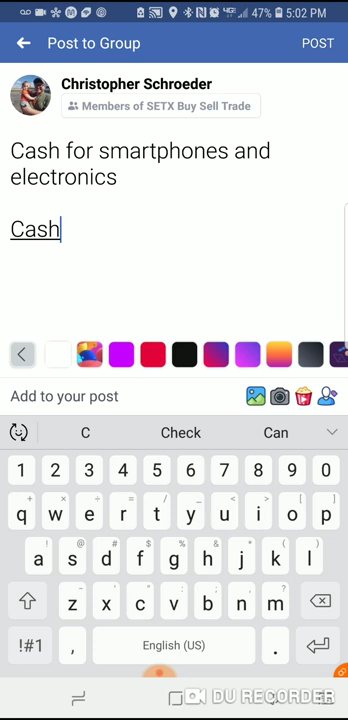 47% 5:02 PM
Post to Group POST
Christopher Schroeder
Members of SETX Buy Sell Trade
Cash for smartphones and
electronics
Cash
Add to your post
C Check Can
1 2 3 4 5 6 7 8 9 0
+ × ÷ = / _ < > [ ]
q w e r t y u i o p
! @ # $ % ^ & * ( )
a s d f g h j k l
- ' " : ; , ?
z x c v b n m
!#1 , English (US) .
DU RECORDER